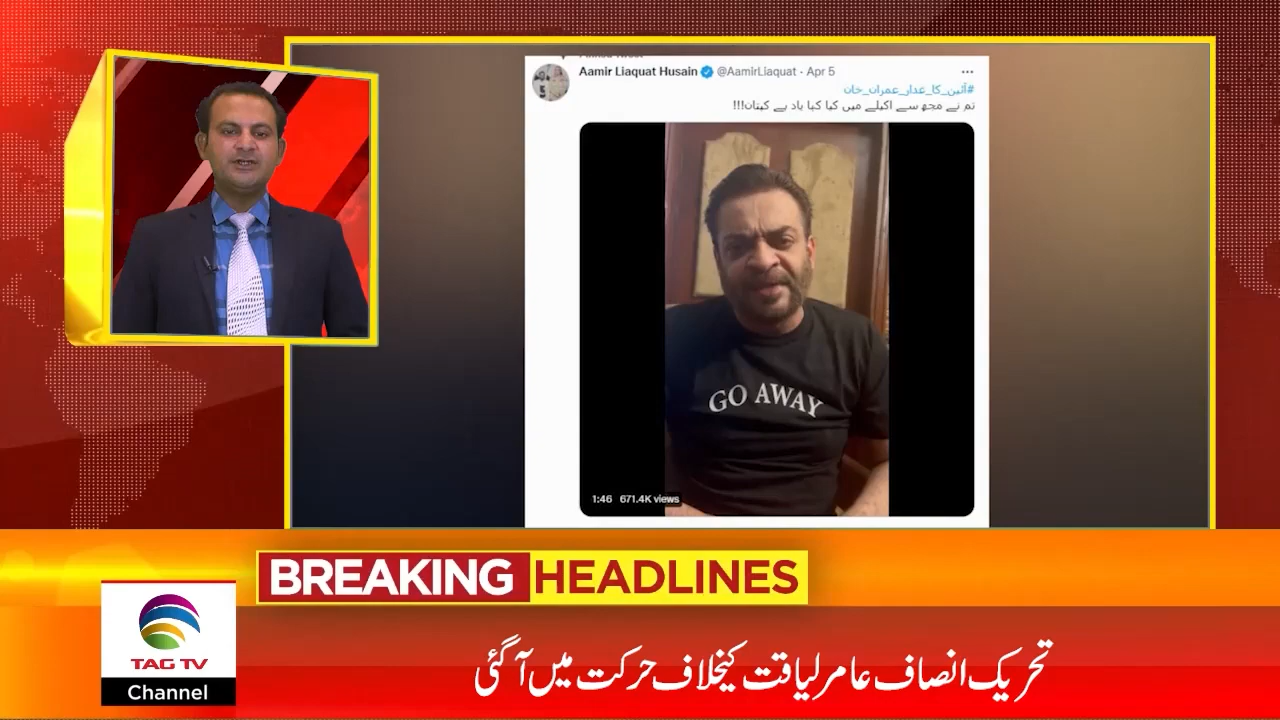 Aamir Liaquat Husain @AamirLiaquat · Apr 5
#آئین_کا_غدار_عمران_خان
تم نے مجھ سے اکیلے میں کیا کہا یاد ہے کپتان!!!
GO AWAY
1:46 671.4K views
BREAKING HEADLINES
TAG TV
Channel
تحریک انصاف عامر لیاقت کیخلاف حرکت میں آ گئی